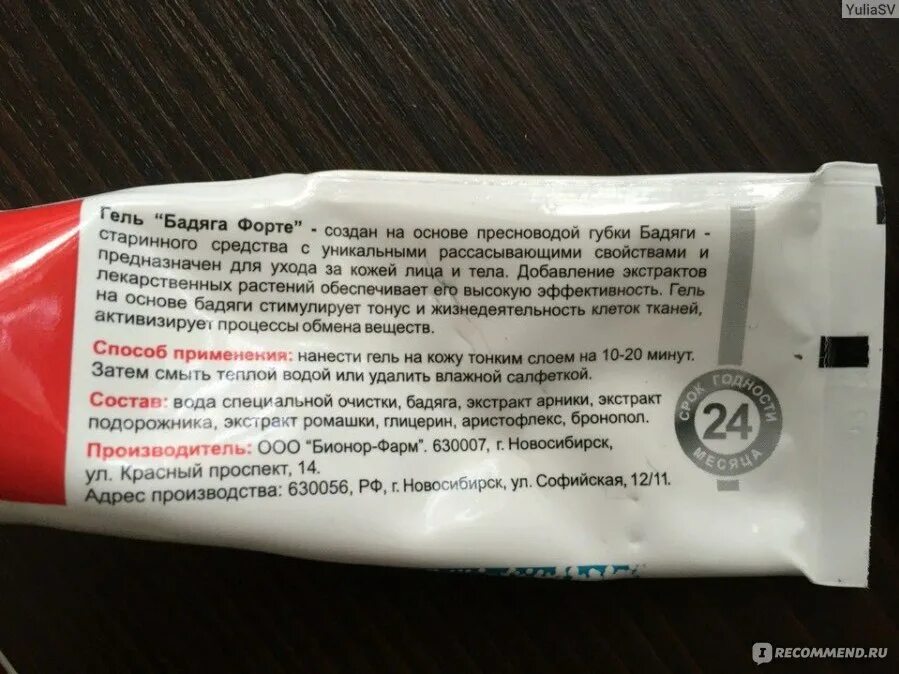 YuliaSV
Гель "Бадяга Форте" - создан на основе пресноводой губки Бадяги -
старинного средства с уникальными рассасывающими свойствами и
предназначен для ухода за кожей лица и тела. Добавление экстрактов
лекарственных растений обеспечивает его высокую эффективность. Гель
на основе бадяги стимулирует тонус и жизнедеятельность клеток тканей,
активизирует процессы обмена веществ.
Способ применения: нанести гель на кожу тонким слоем на 10-20 минут.
Затем смыть теплой водой или удалить влажной салфеткой.
Состав: вода специальной очистки, бадяга, экстракт арники, экстракт
подорожника, экстракт ромашки, глицерин, аристофлекс, бронопол.
Производитель: ООО "Бионор-Фарм". 630007, г. Новосибирск,
ул. Красный проспект, 14.
Адрес производства: 630056, РФ, г. Новосибирск, ул. Софийская, 12/11.
СРОК ГОДНОСТИ
24
МЕСЯЦА
IRECOMMEND.RU